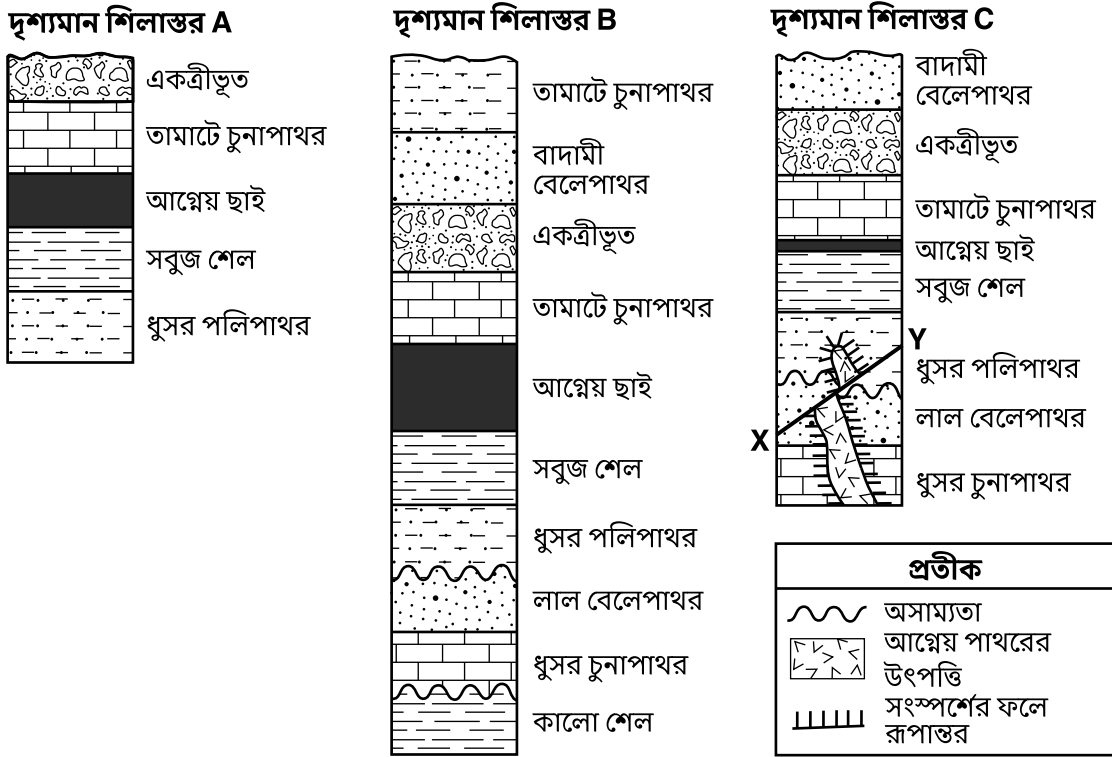 দৃশ্যমান শিলাস্তর A
একত্রীভূত
তামাটে চুনাপাথর
আগ্নেয় ছাই
সবুজ শেল
ধুসর পলিপাথর
দৃশ্যমান শিলাস্তর B
তামাটে চুনাপাথর
বাদামী
বেলেপাথর
একত্রীভূত
তামাটে চুনাপাথর
আগ্নেয় ছাই
সবুজ শেল
ধুসর পলিপাথর
লাল বেলেপাথর
ধুসর চুনাপাথর
কালো শেল
দৃশ্যমান শিলাস্তর C
বাদামী
বেলেপাথর
একত্রীভূত
তামাটে চুনাপাথর
আগ্নেয় ছাই
সবুজ শেল
Y
ধুসর পলিপাথর
লাল বেলেপাথর
X
ধুসর চুনাপাথর
প্রতীক
অসাম্যতা
আগ্নেয় পাথরের
উৎপত্তি
সংস্পর্শের ফলে
রূপান্তর